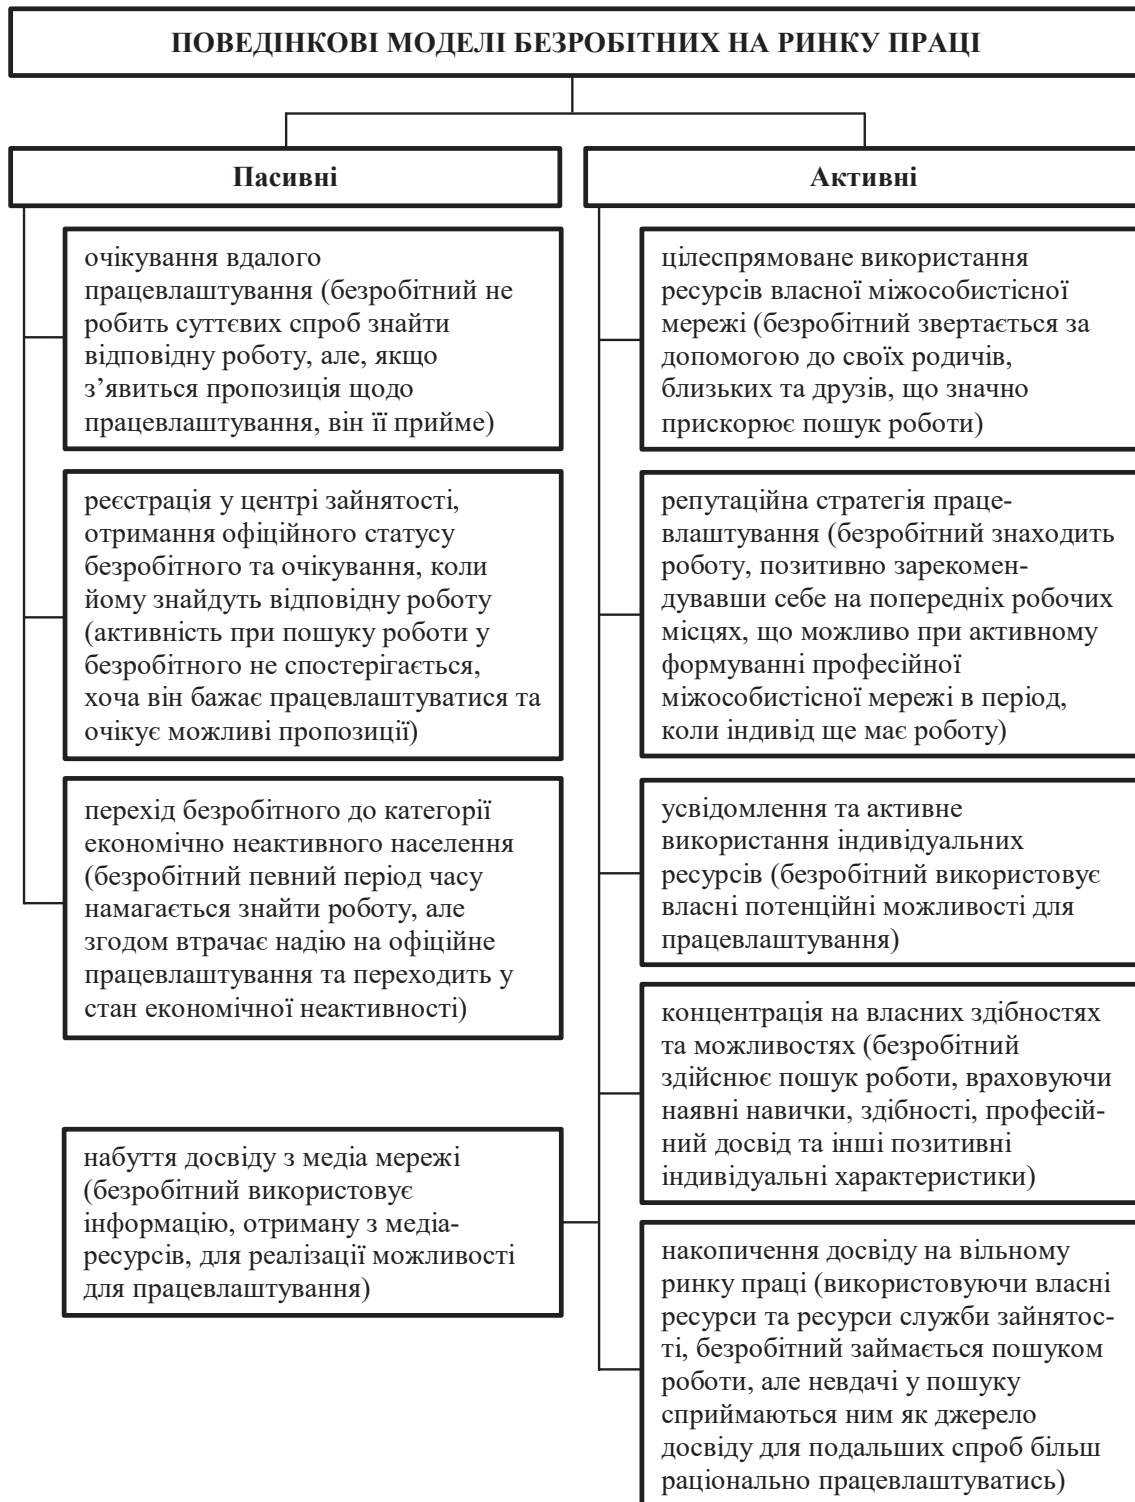 ПОВЕДІНКОВІ МОДЕЛІ БЕЗРОБІТНИХ НА РИНКУ ПРАЦІ
Пасивні
очікування вдалого
працевлаштування (безробітний не
робить суттєвих спроб знайти
відповідну роботу, але, якщо
з’явиться пропозиція щодо
працевлаштування, він її прийме)
реєстрація у центрі зайнятості,
отримання офіційного статусу
безробітного та очікування, коли
йому знайдуть відповідну роботу
(активність при пошуку роботи у
безробітного не спостерігається,
хоча він бажає працевлаштуватися та
очікує можливі пропозиції)
перехід безробітного до категорії
економічно неактивного населення
(безробітний певний період часу
намагається знайти роботу, але
згодом втрачає надію на офіційне
працевлаштування та переходить у
стан економічної неактивності)
Активні
цілеспрямоване використання
ресурсів власної міжособистісної
мережі (безробітний звертається за
допомогою до своїх родичів,
близьких та друзів, що значно
прискорює пошук роботи)
репутаційна стратегія праце-
влаштування (безробітний знаходить
роботу, позитивно зарекомен-
дувавши себе на попередніх робочих
місцях, що можливо при активному
формуванні професійної
міжособистісної мережі в період,
коли індивід ще має роботу)
усвідомлення та активне
використання індивідуальних
ресурсів (безробітний використовує
власні потенційні можливості для
працевлаштування)
концентрація на власних здібностях
та можливостях (безробітний
здійснює пошук роботи, враховуючи
наявні навички, здібності, професій-
ний досвід та інші позитивні
індивідуальні характеристики)
набуття досвіду з медіа мережі
(безробітний використовує
інформацію, отриману з медіа-
ресурсів, для реалізації можливості
для працевлаштування)
накопичення досвіду на вільному
ринку праці (використовуючи власні
ресурси та ресурси служби зайнятос-
ті, безробітний займається пошуком
роботи, але невдачі у пошуку
сприймаються ним як джерело
досвіду для подальших спроб більш
раціонально працевлаштуватись)